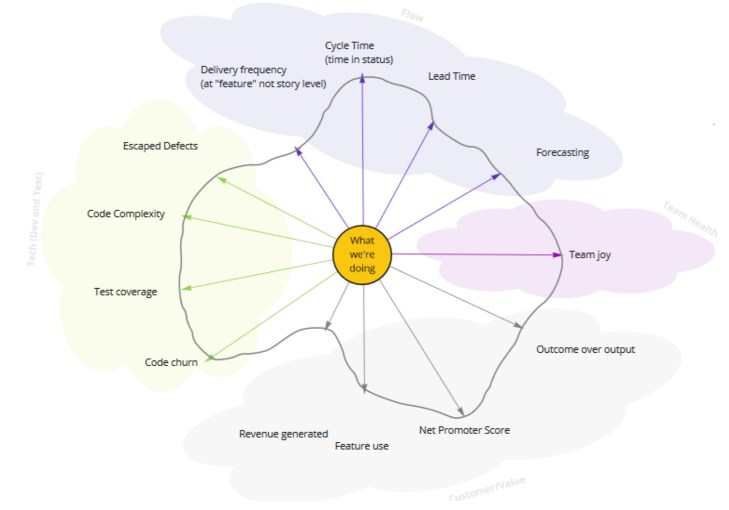 Flow
Cycle Time
(time in status)
Delivery frequency
(at "feature" not story level)
Lead Time
Escaped Defects
Forecasting
Tech (Dev and Test)
Code Complexity
Team Health
What
we're
doing
Team joy
Test coverage
Outcome over output
Code churn
Revenue generated
Net Promoter Score
Feature use
Customer/Value